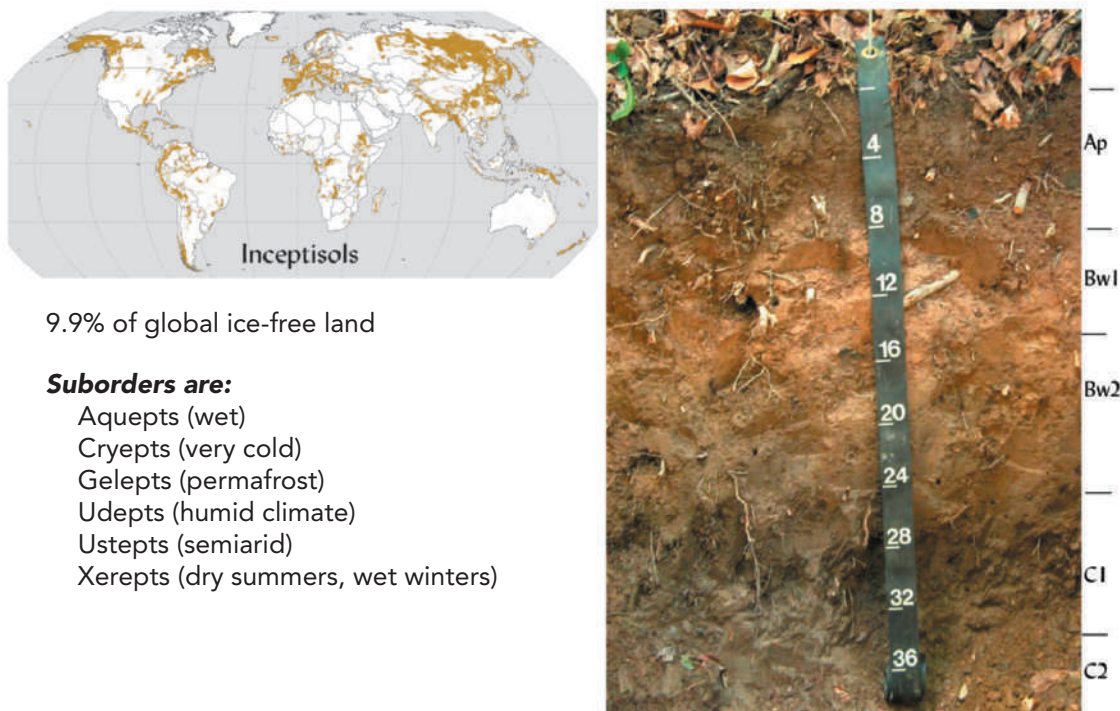 Inceptisols
9.9% of global ice-free land
Suborders are:
Aquepts (wet)
Cryepts (very cold)
Gelepts (permafrost)
Udepts (humid climate)
Ustepts (semiarid)
Xerepts (dry summers, wet winters)
4
8
12
16
20
24
28
32
36
Ap
Bw1
Bw2
C1
C2